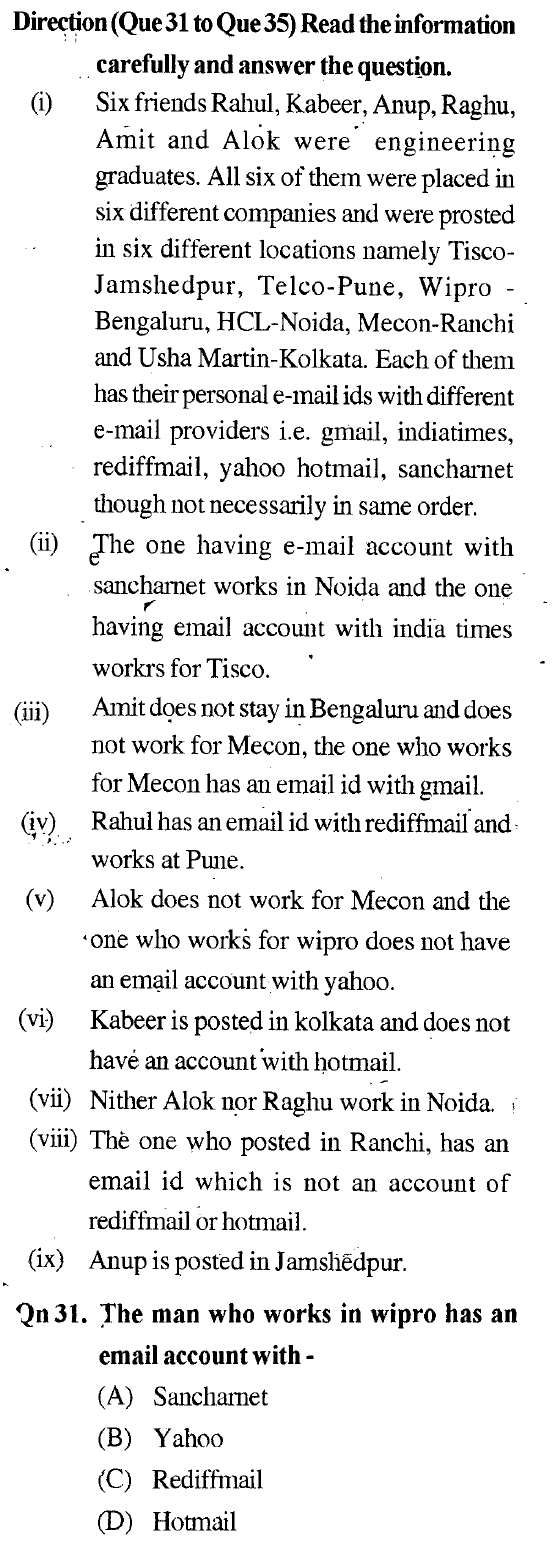 Direction (Que 31 to Que 35) Read the information
carefully and answer the question.
(i) Six friends Rahul, Kabeer, Anup, Raghu,
Amit and Alok were engineering
graduates. All six of them were placed in
six different companies and were prosted
in six different locations namely Tisco-
Jamshedpur, Telco-Pune, Wipro -
Bengaluru, HCL-Noida, Mecon-Ranchi
and Usha Martin-Kolkata. Each of them
has their personal e-mail ids with different
e-mail providers i.e. gmail, indiatimes,
rediffmail, yahoo hotmail, sancharnet
though not necessarily in same order.
(ii) The one having e-mail account with
sancharnet works in Noida and the one
having email account with india times
workrs for Tisco.
(iii) Amit does not stay in Bengaluru and does
not work for Mecon, the one who works
for Mecon has an email id with gmail.
(iv) Rahul has an email id with rediffmail and
works at Pune.
(v) Alok does not work for Mecon and the
one who works for wipro does not have
an email account with yahoo.
(vi) Kabeer is posted in kolkata and does not
have an account with hotmail.
(vii) Nither Alok nor Raghu work in Noida.
(viii) The one who posted in Ranchi, has an
email id which is not an account of
rediffmail or hotmail.
(ix) Anup is posted in Jamshedpur.
Qn 31. The man who works in wipro has an
email account with -
(A) Sancharnet
(B) Yahoo
(C) Rediffmail
(D) Hotmail